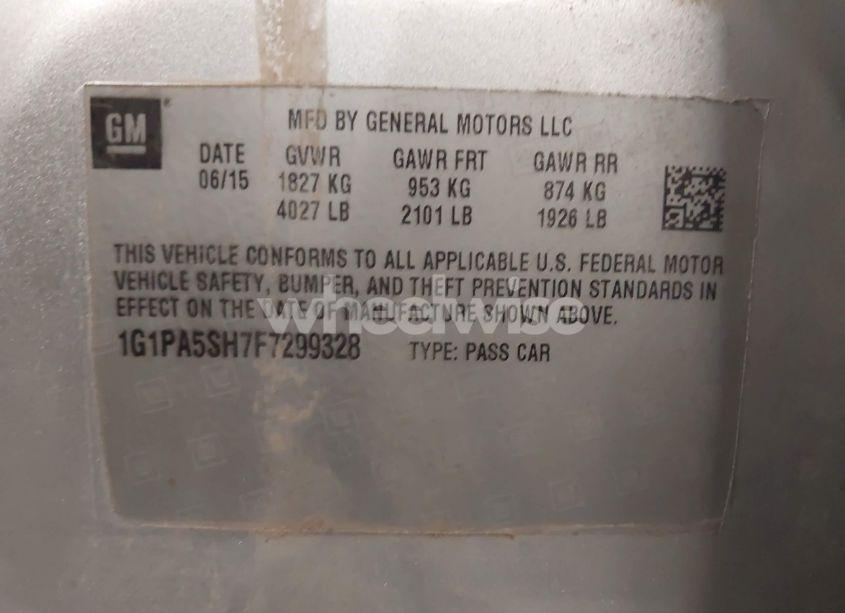 GM
MFD BY GENERAL MOTORS LLC
DATE GVWR GAWR FRT GAWR RR
06/15 1827 KG 953 KG 874 KG
4027 LB 2101 LB 1926 LB
THIS VEHICLE CONFORMS TO ALL APPLICABLE U.S. FEDERAL MOTOR
VEHICLE SAFETY, BUMPER, AND THEFT PREVENTION STANDARDS IN
EFFECT ON THE DATE OF MANUFACTURE SHOWN ABOVE.
wheelwise
1G1PA5SH7F7299328 TYPE: PASS CAR